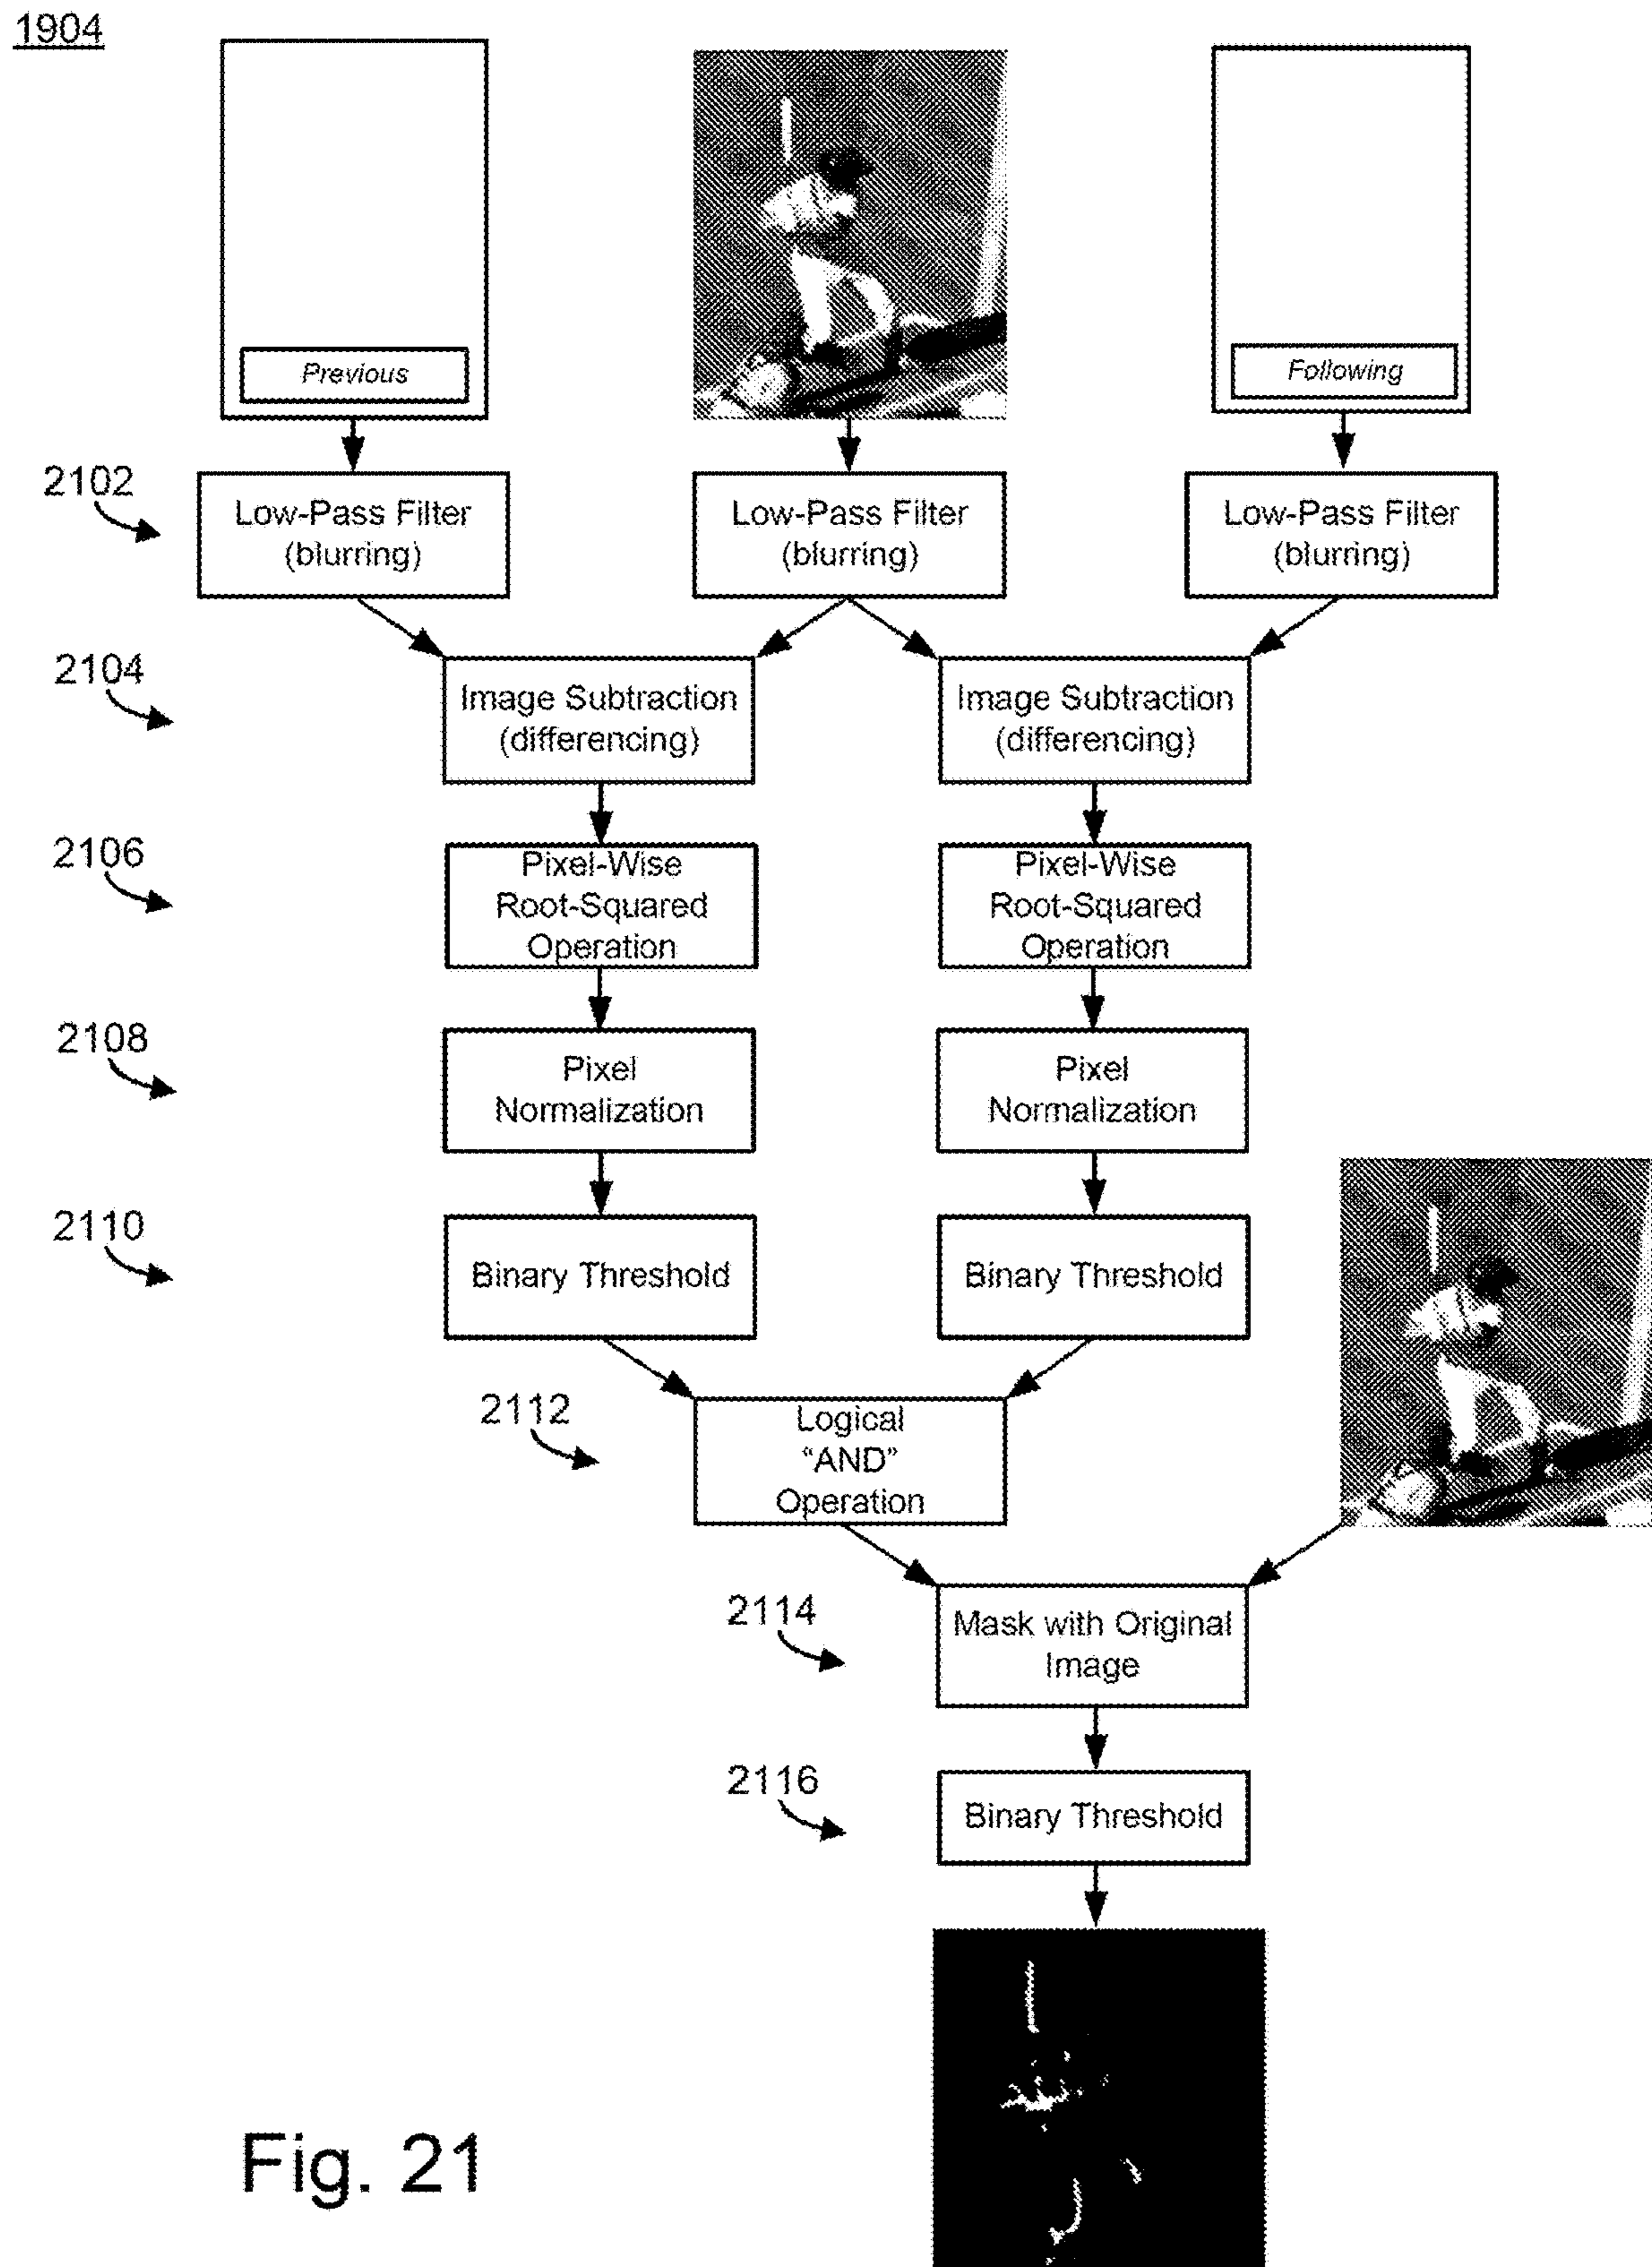 1904
Previous
Following
2102
Low-Pass Filter
(blurring)
Low-Pass Filter
(blurring)
Low-Pass Filter
(blurring)
2104
Image Subtraction
(differencing)
Image Subtraction
(differencing)
2106
Pixel-Wise
Root-Squared
Operation
Pixel-Wise
Root-Squared
Operation
2108
Pixel
Normalization
Pixel
Normalization
2110
Binary Threshold
Binary Threshold
2112
Logical
“AND”
Operation
2114
Mask with Original
Image
2116
Binary Threshold
Fig. 21